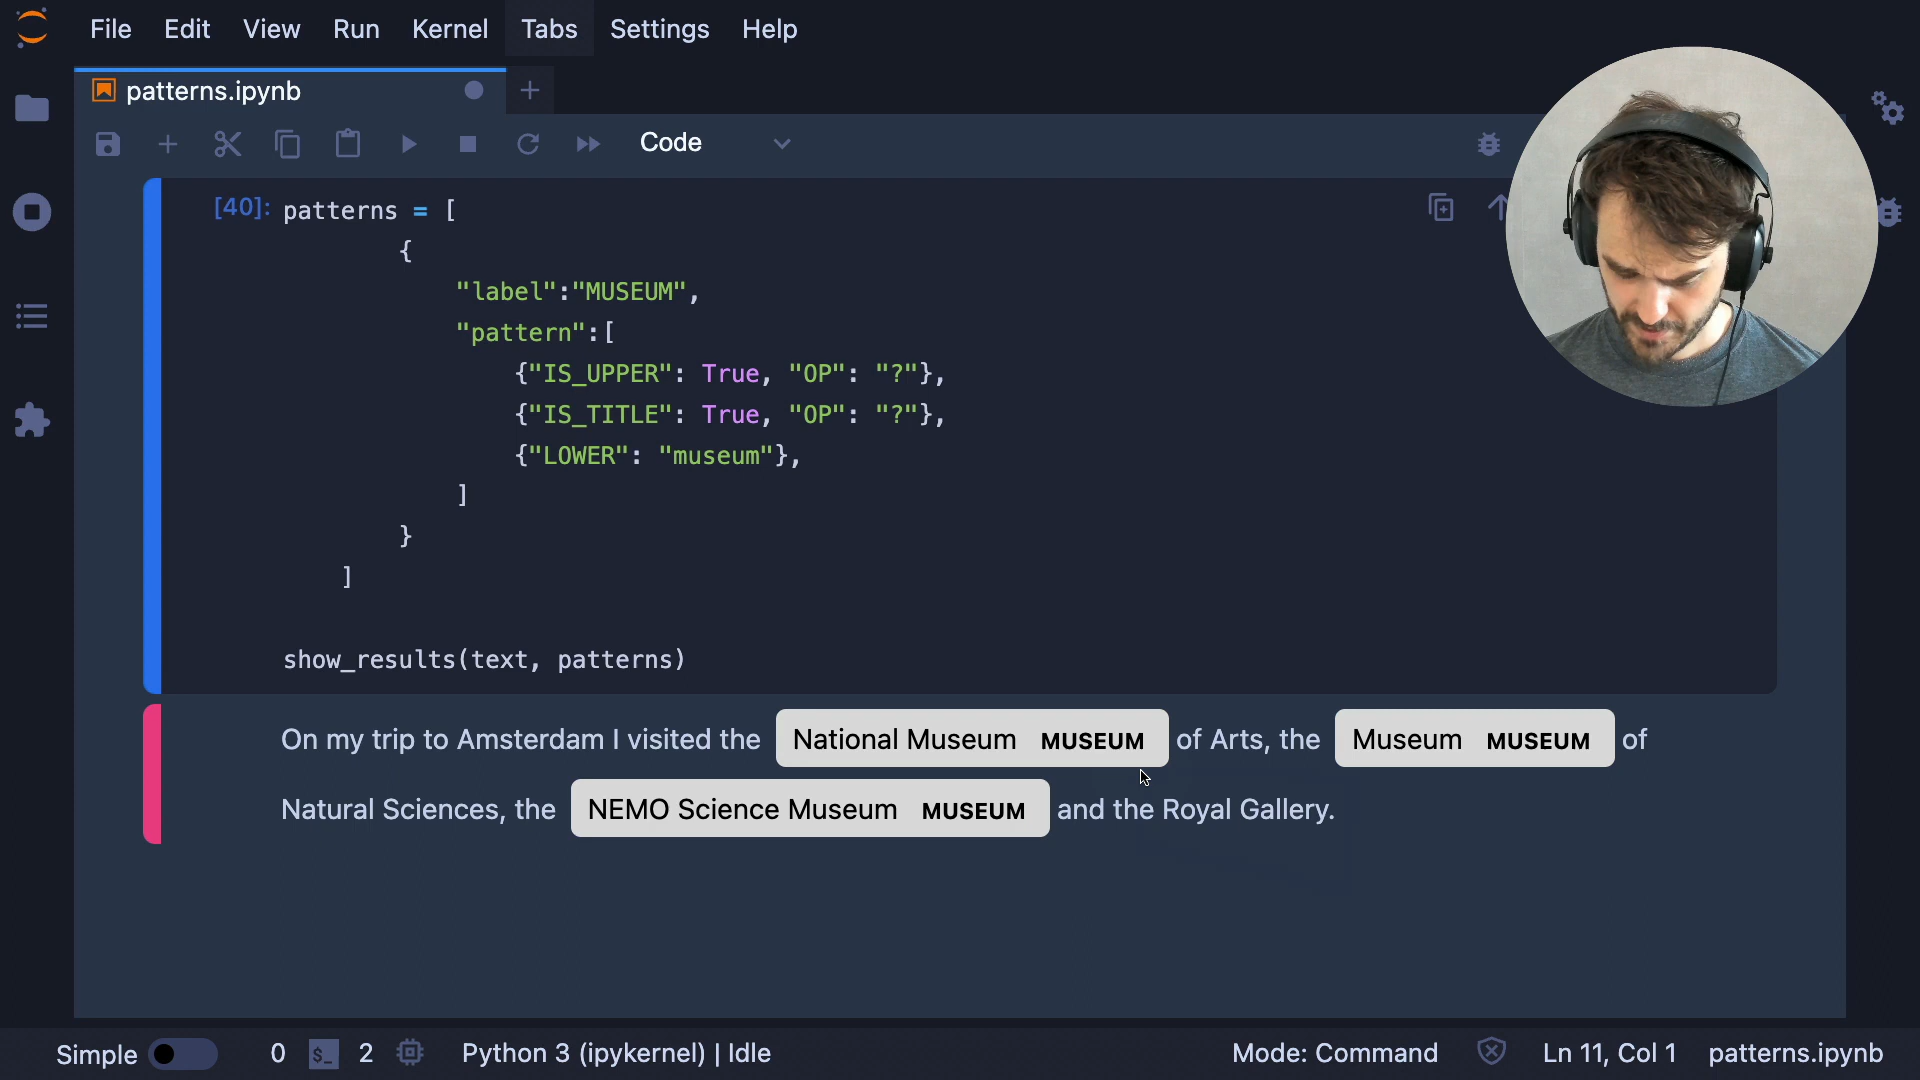 File Edit View Run Kernel Tabs Settings Help
patterns.ipynb
Code
[40]: patterns = [
{
"label":"MUSEUM",
"pattern":[
{"IS_UPPER": True, "OP": "?"},
{"IS_TITLE": True, "OP": "?"},
{"LOWER": "museum"},
]
}
]
show_results(text, patterns)
On my trip to Amsterdam I visited the National Museum MUSEUM of Arts, the Museum MUSEUM of
Natural Sciences, the NEMO Science Museum MUSEUM and the Royal Gallery.
Simple 0 $_ 2 Python 3 (ipykernel) | Idle Mode: Command Ln 11, Col 1 patterns.ipynb